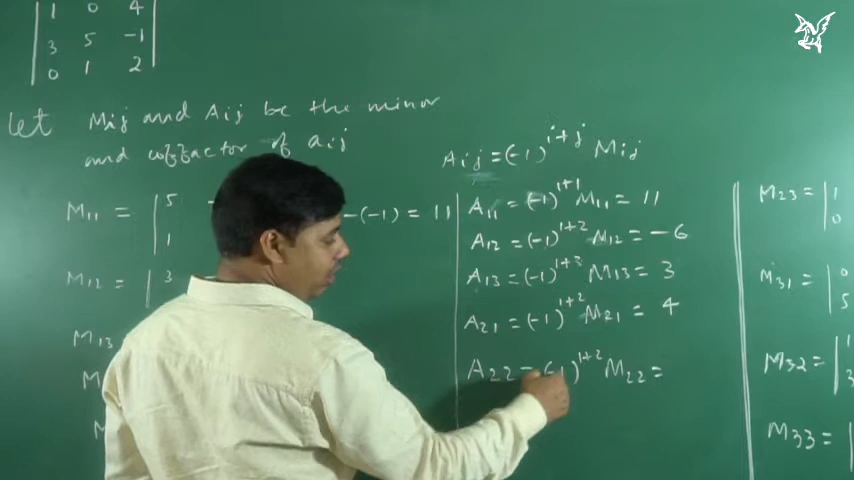 | 1 0 4 |
| 3 5 -1 |
| 0 1 2 |
let Mij and Aij be the minor
and cofactor of aij
M11 = | 5
1
-(-1) = 11
M12 = | 3
M13
Aij = (-1)^i+j Mij
A11 = (-1)^1+1 M11 = 11
A12 = (-1)^1+2 M12 = -6
A13 = (-1)^1+3 M13 = 3
A21 = (-1)^1+2 M21 = 4
A22 = (-1)^1+2 M22 =
M23 = | 1
0
M31 = | 0
5
M32 = | 1
3
M33 = |